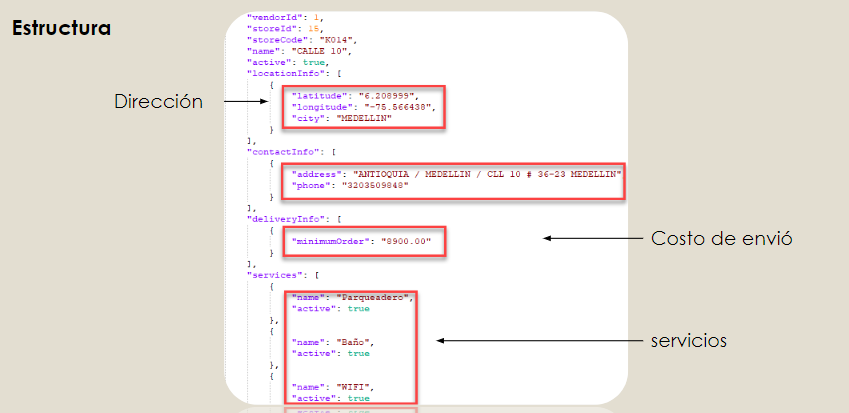 Estructura
"vendorId": 1,
"storeId": 15,
"storeCode": "K014",
"name": "CALLE 10",
"active": true,
"locationInfo": [
{
"latitude": "6.208999",
"longitude": "-75.566438",
"city": "MEDELLIN"
}
],
Dirección
"contactInfo": [
{
"address": "ANTIOQUIA / MEDELLIN / CLL 10 # 36-23 MEDELLIN"
"phone": "3203509848"
}
],
"deliveryInfo": [
{
"minimumOrder": "8900.00"
}
],
Costo de envió
"services": [
{
"name": "Parqueadero",
"active": true
},
{
"name": "Baño",
"active": true
},
{
"name": "WIFI",
"active": true
servicios